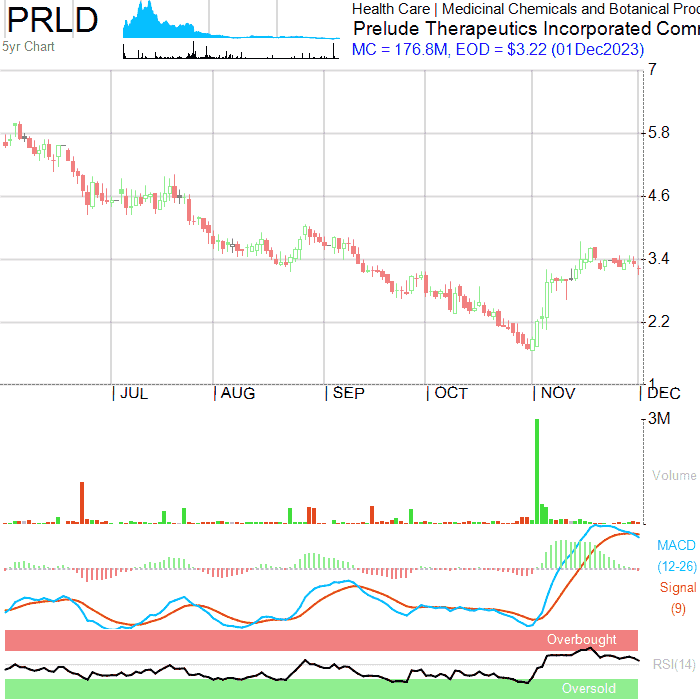 PRLD
5yr Chart
Health Care | Medicinal Chemicals and Botanical Proc
Prelude Therapeutics Incorporated Comm
MC = 176.8M, EOD = $3.22 (01Dec2023)
7
5.8
4.6
3.4
2.2
1
JUL
AUG
SEP
OCT
NOV
DEC
3M
Volume
MACD
(12-26)
Signal
(9)
Overbought
RSI(14)
Oversold